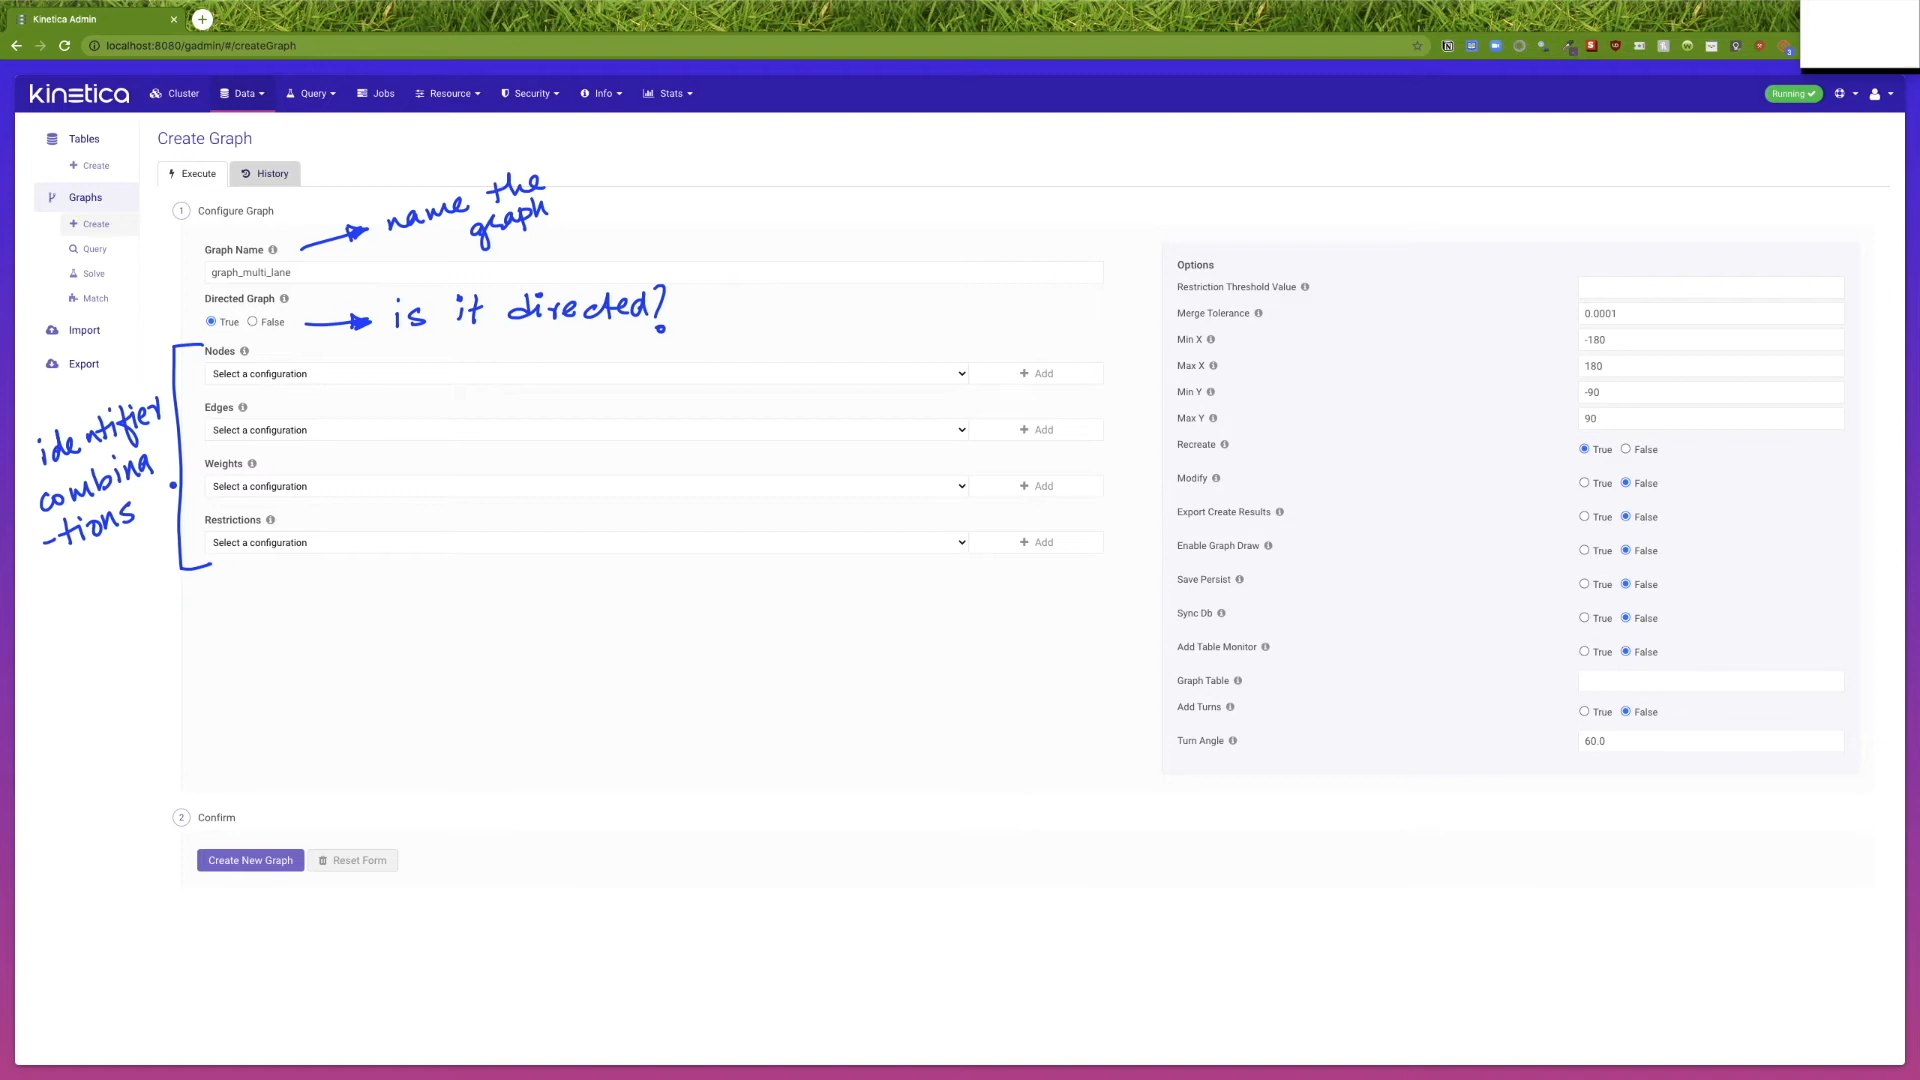 Kinetica Admin
localhost:8080/gadmin/#/createGraph
kinetica
Cluster
Data
Query
Jobs
Resource
Security
Info
Stats
Running
Tables
Create
Graphs
Create
Query
Solve
Match
Import
Export
Create Graph
Execute
History
1 Configure Graph
name the
graph
Graph Name
graph_multi_lane
Directed Graph
True False
is it directed?
identifier
combina
-tions
Nodes
Select a configuration
Add
Edges
Select a configuration
Add
Weights
Select a configuration
Add
Restrictions
Select a configuration
Add
Options
Restriction Threshold Value
Merge Tolerance 0.0001
Min X -180
Max X 180
Min Y -90
Max Y 90
Recreate True False
Modify True False
Export Create Results True False
Enable Graph Draw True False
Save Persist True False
Sync Db True False
Add Table Monitor True False
Graph Table
Add Turns True False
Turn Angle 60.0
2 Confirm
Create New Graph
Reset Form